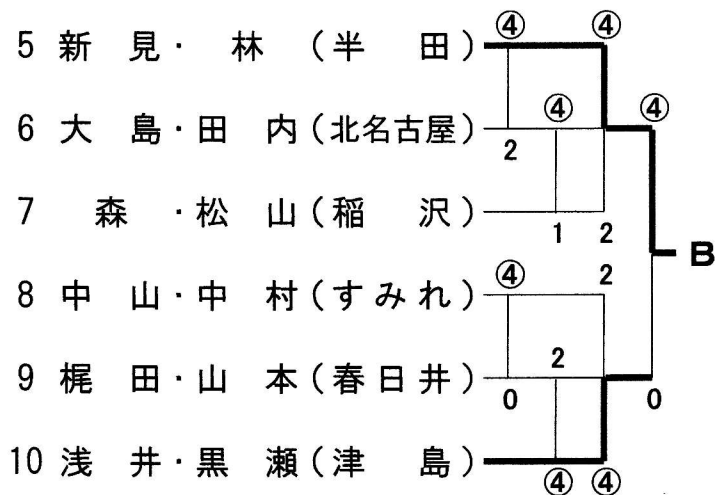 ④ ④
5 新見・林(半田)
④ ④
6 大島・田内(北名古屋)
2
7 森・松山(稲沢)
1 2
B
④ 2
8 中山・中村(すみれ)
2
9 梶田・山本(春日井)
0 0
10 浅井・黒瀬(津島)
④ ④